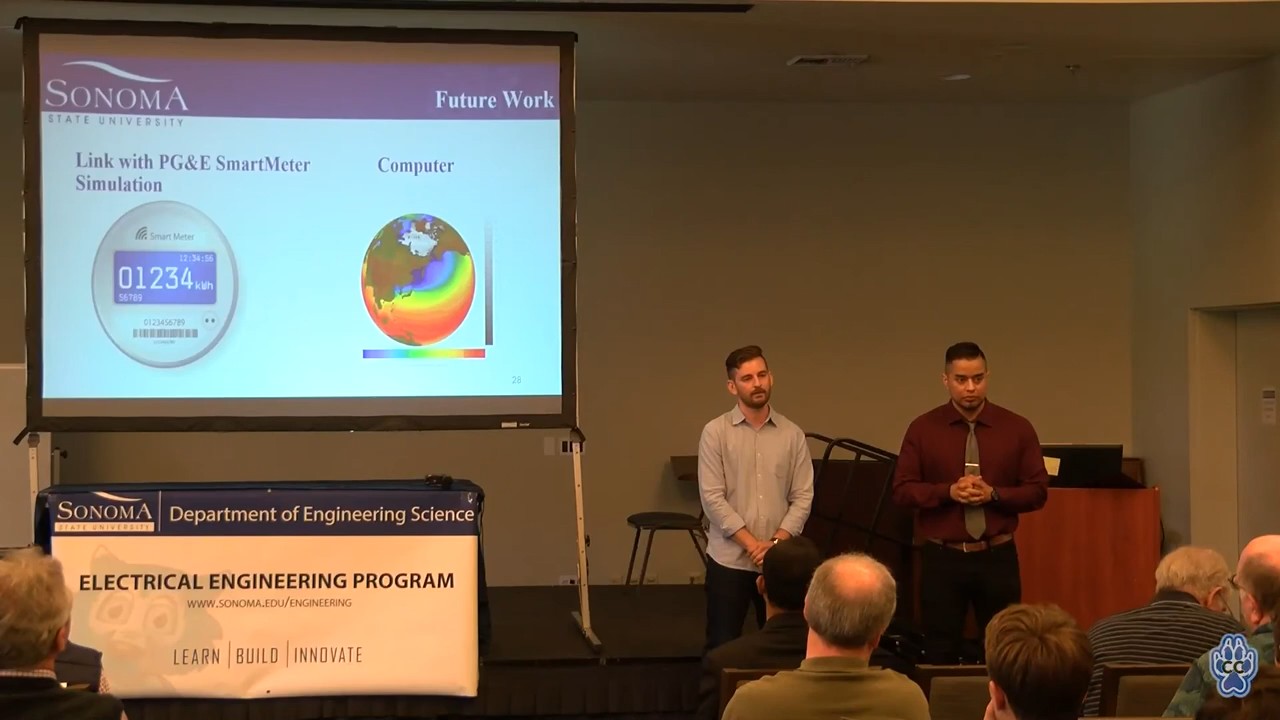 SONOMA
STATE UNIVERSITY
Future Work
Link with PG&E SmartMeter
Simulation
Computer
Smart Meter
12:34:56
01234 kWh
56789
0123456789
28
SONOMA
STATE UNIVERSITY
Department of Engineering Science
ELECTRICAL ENGINEERING PROGRAM
WWW.SONOMA.EDU/ENGINEERING
LEARN | BUILD | INNOVATE
CC